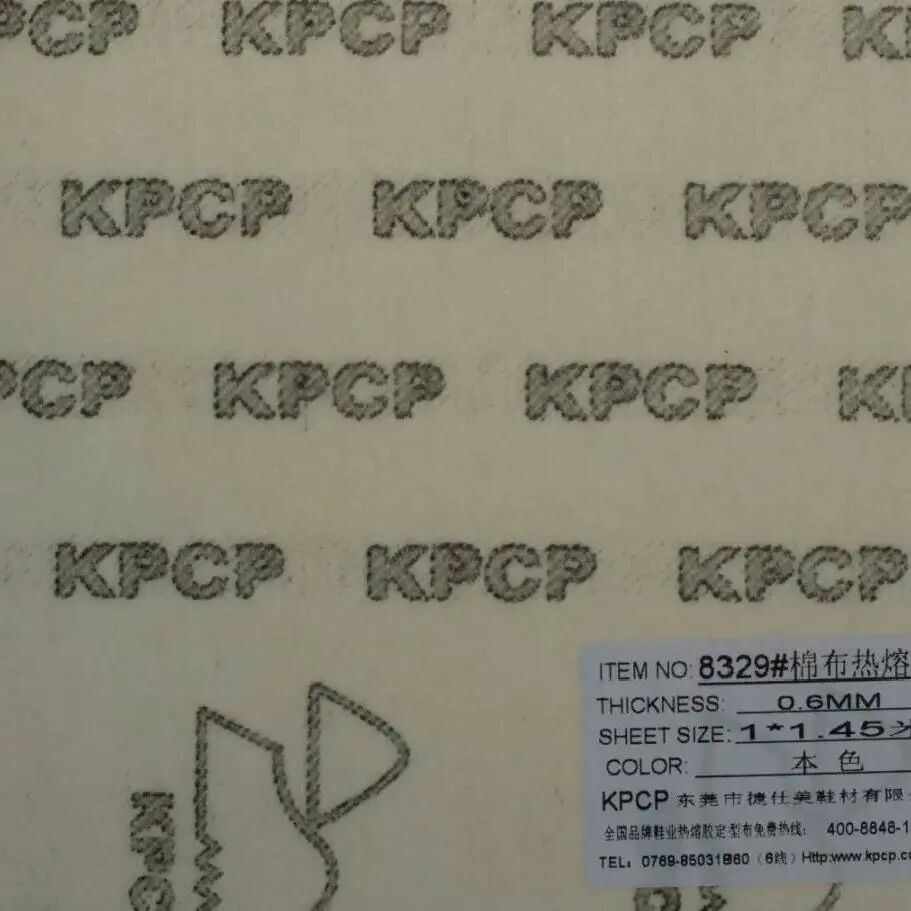 KPCP KPCP KPCP
KPCP KPCP KPCP
KPCP KPCP KPCP
KPCP KPCP KPCP
ITEM NO: 8329#棉布热熔
THICKNESS: 0.6MM
SHEET SIZE: 1*1.45
COLOR: 本色
KPCP 东莞市捷仕美鞋材有限
全国品牌鞋业热熔胶定型布免费热线: 400-8848-1
TEL: 0769-85031960 (6线) Http:www.kpcp.c
KPC